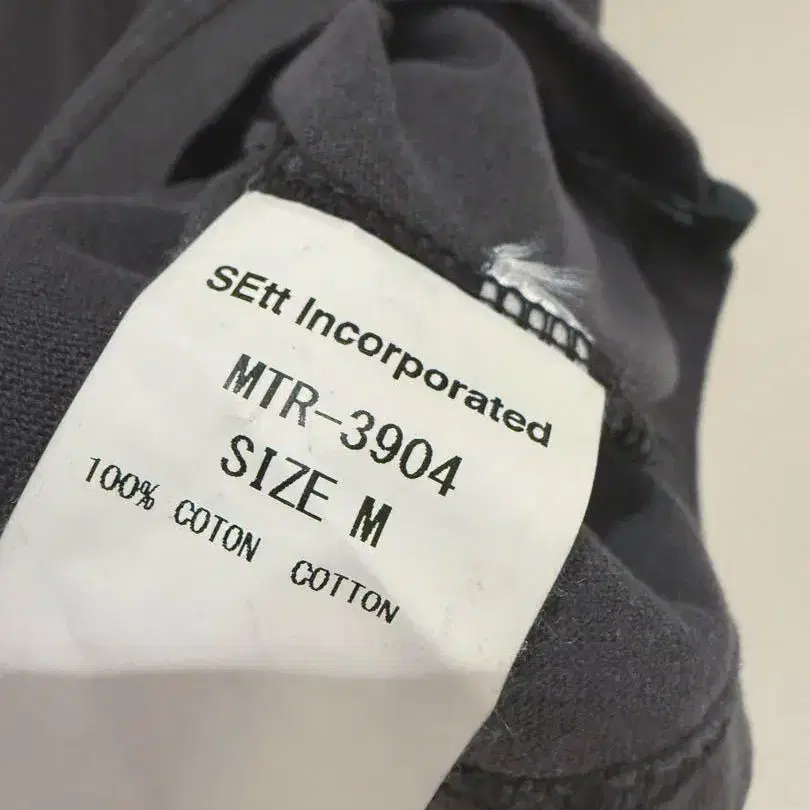 SEtt Incorporated
MTR-3904
SIZE M
100% COTON COTTON